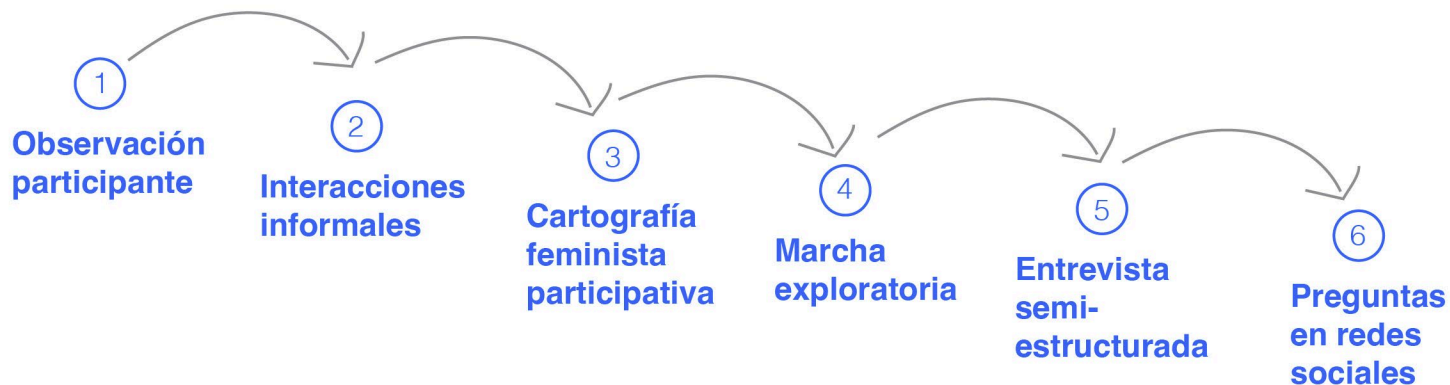 1
Observación
participante
2
Interacciones
informales
3
Cartografía
feminista
participativa
4
Marcha
exploratoria
5
Entrevista
semi-
estructurada
6
Preguntas
en redes
sociales